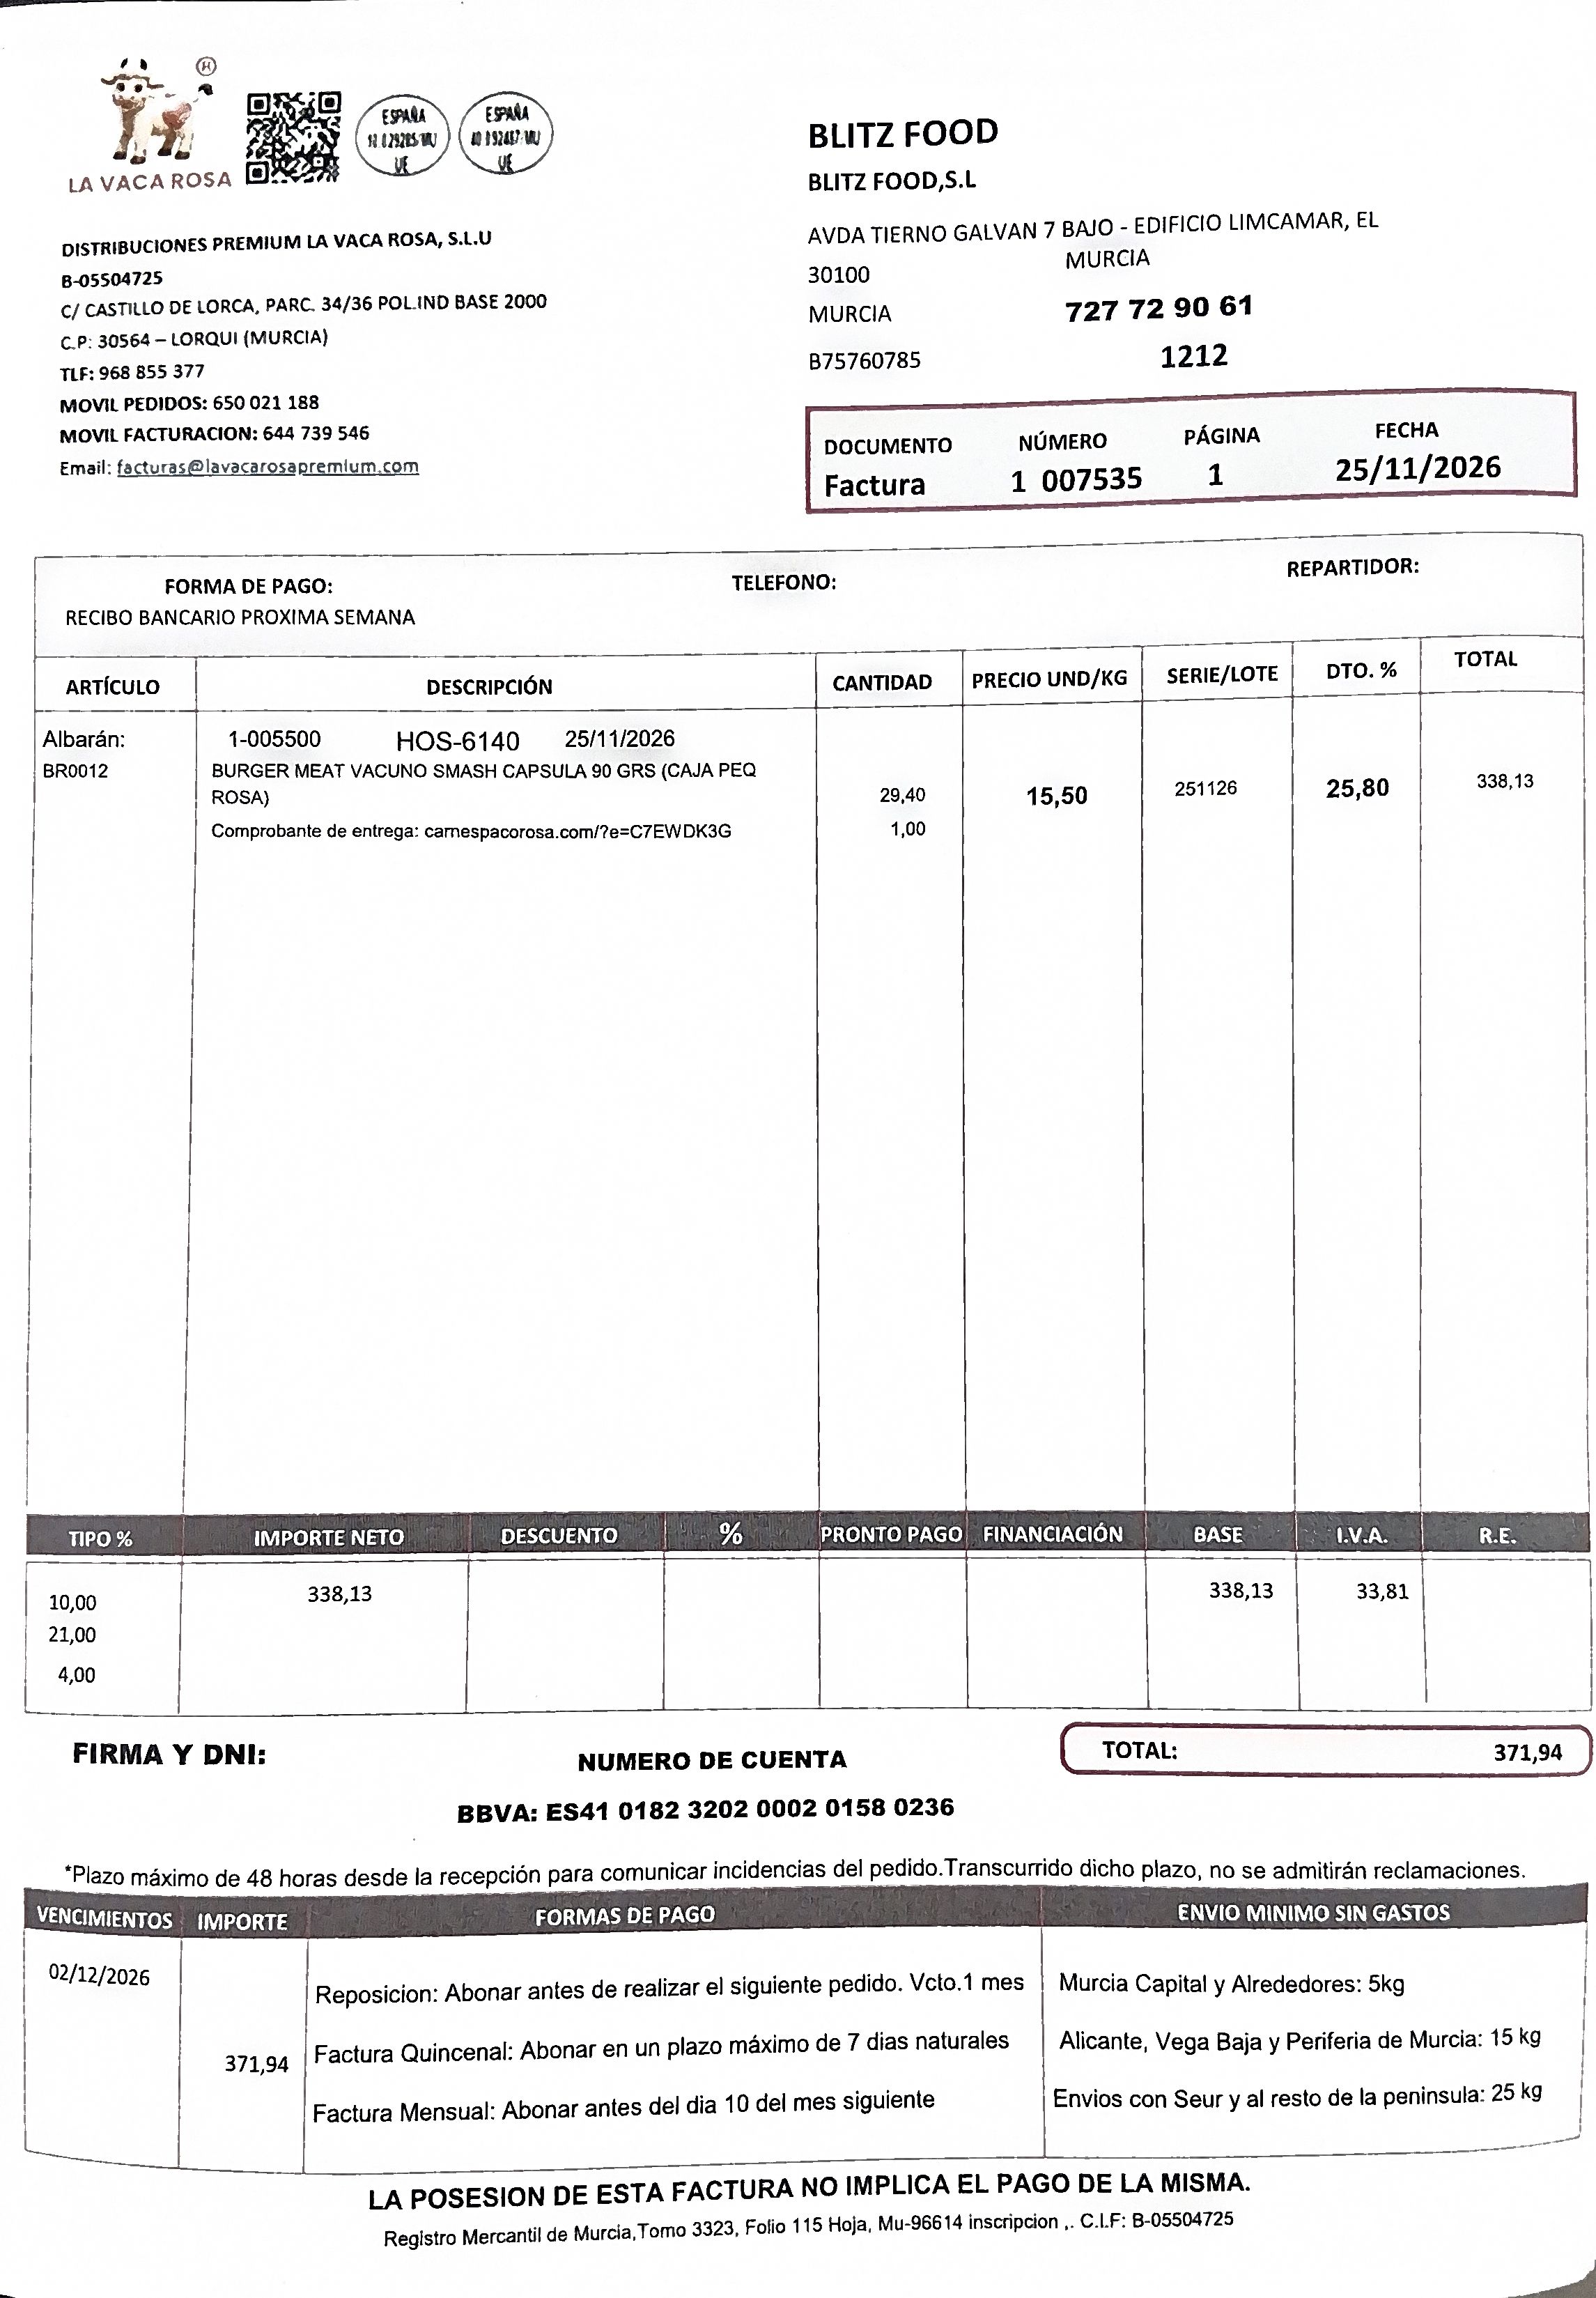 LA VACA ROSA
ESPAÑA
UE
ESPAÑA
UE
DISTRIBUCIONES PREMIUM LA VACA ROSA, S.L.U
B-05504725
C/ CASTILLO DE LORCA, PARC. 34/36 POL.IND BASE 2000
C.P: 30564 – LORQUI (MURCIA)
TLF: 968 855 377
MOVIL PEDIDOS: 650 021 188
MOVIL FACTURACION: 644 739 546
Email: facturas@lavacarosapremium.com
BLITZ FOOD
BLITZ FOOD,S.L
AVDA TIERNO GALVAN 7 BAJO - EDIFICIO LIMCAMAR, EL
30100 MURCIA
MURCIA 727 72 90 61
B75760785 1212
DOCUMENTO NÚMERO PÁGINA FECHA
Factura 1 007535 1 25/11/2026
FORMA DE PAGO: TELEFONO: REPARTIDOR:
RECIBO BANCARIO PROXIMA SEMANA
ARTÍCULO DESCRIPCIÓN CANTIDAD PRECIO UND/KG SERIE/LOTE DTO. % TOTAL
Albarán: 1-005500 HOS-6140 25/11/2026
BR0012 BURGER MEAT VACUNO SMASH CAPSULA 90 GRS (CAJA PEQ
ROSA) 29,40 15,50 251126 25,80 338,13
Comprobante de entrega: carnespacorosa.com/?e=C7EWDK3G 1,00
TIPO % IMPORTE NETO DESCUENTO % PRONTO PAGO FINANCIACIÓN BASE I.V.A. R.E.
10,00 338,13 338,13 33,81
21,00
4,00
FIRMA Y DNI: NUMERO DE CUENTA TOTAL: 371,94
BBVA: ES41 0182 3202 0002 0158 0236
*Plazo máximo de 48 horas desde la recepción para comunicar incidencias del pedido.Transcurrido dicho plazo, no se admitirán reclamaciones.
VENCIMIENTOS IMPORTE FORMAS DE PAGO ENVIO MINIMO SIN GASTOS
02/12/2026 Reposicion: Abonar antes de realizar el siguiente pedido. Vcto.1 mes Murcia Capital y Alrededores: 5kg
371,94 Factura Quincenal: Abonar en un plazo máximo de 7 dias naturales Alicante, Vega Baja y Periferia de Murcia: 15 kg
Factura Mensual: Abonar antes del dia 10 del mes siguiente Envios con Seur y al resto de la peninsula: 25 kg
LA POSESION DE ESTA FACTURA NO IMPLICA EL PAGO DE LA MISMA.
Registro Mercantil de Murcia,Tomo 3323, Folio 115 Hoja, Mu-96614 inscripcion ,. C.I.F: B-05504725